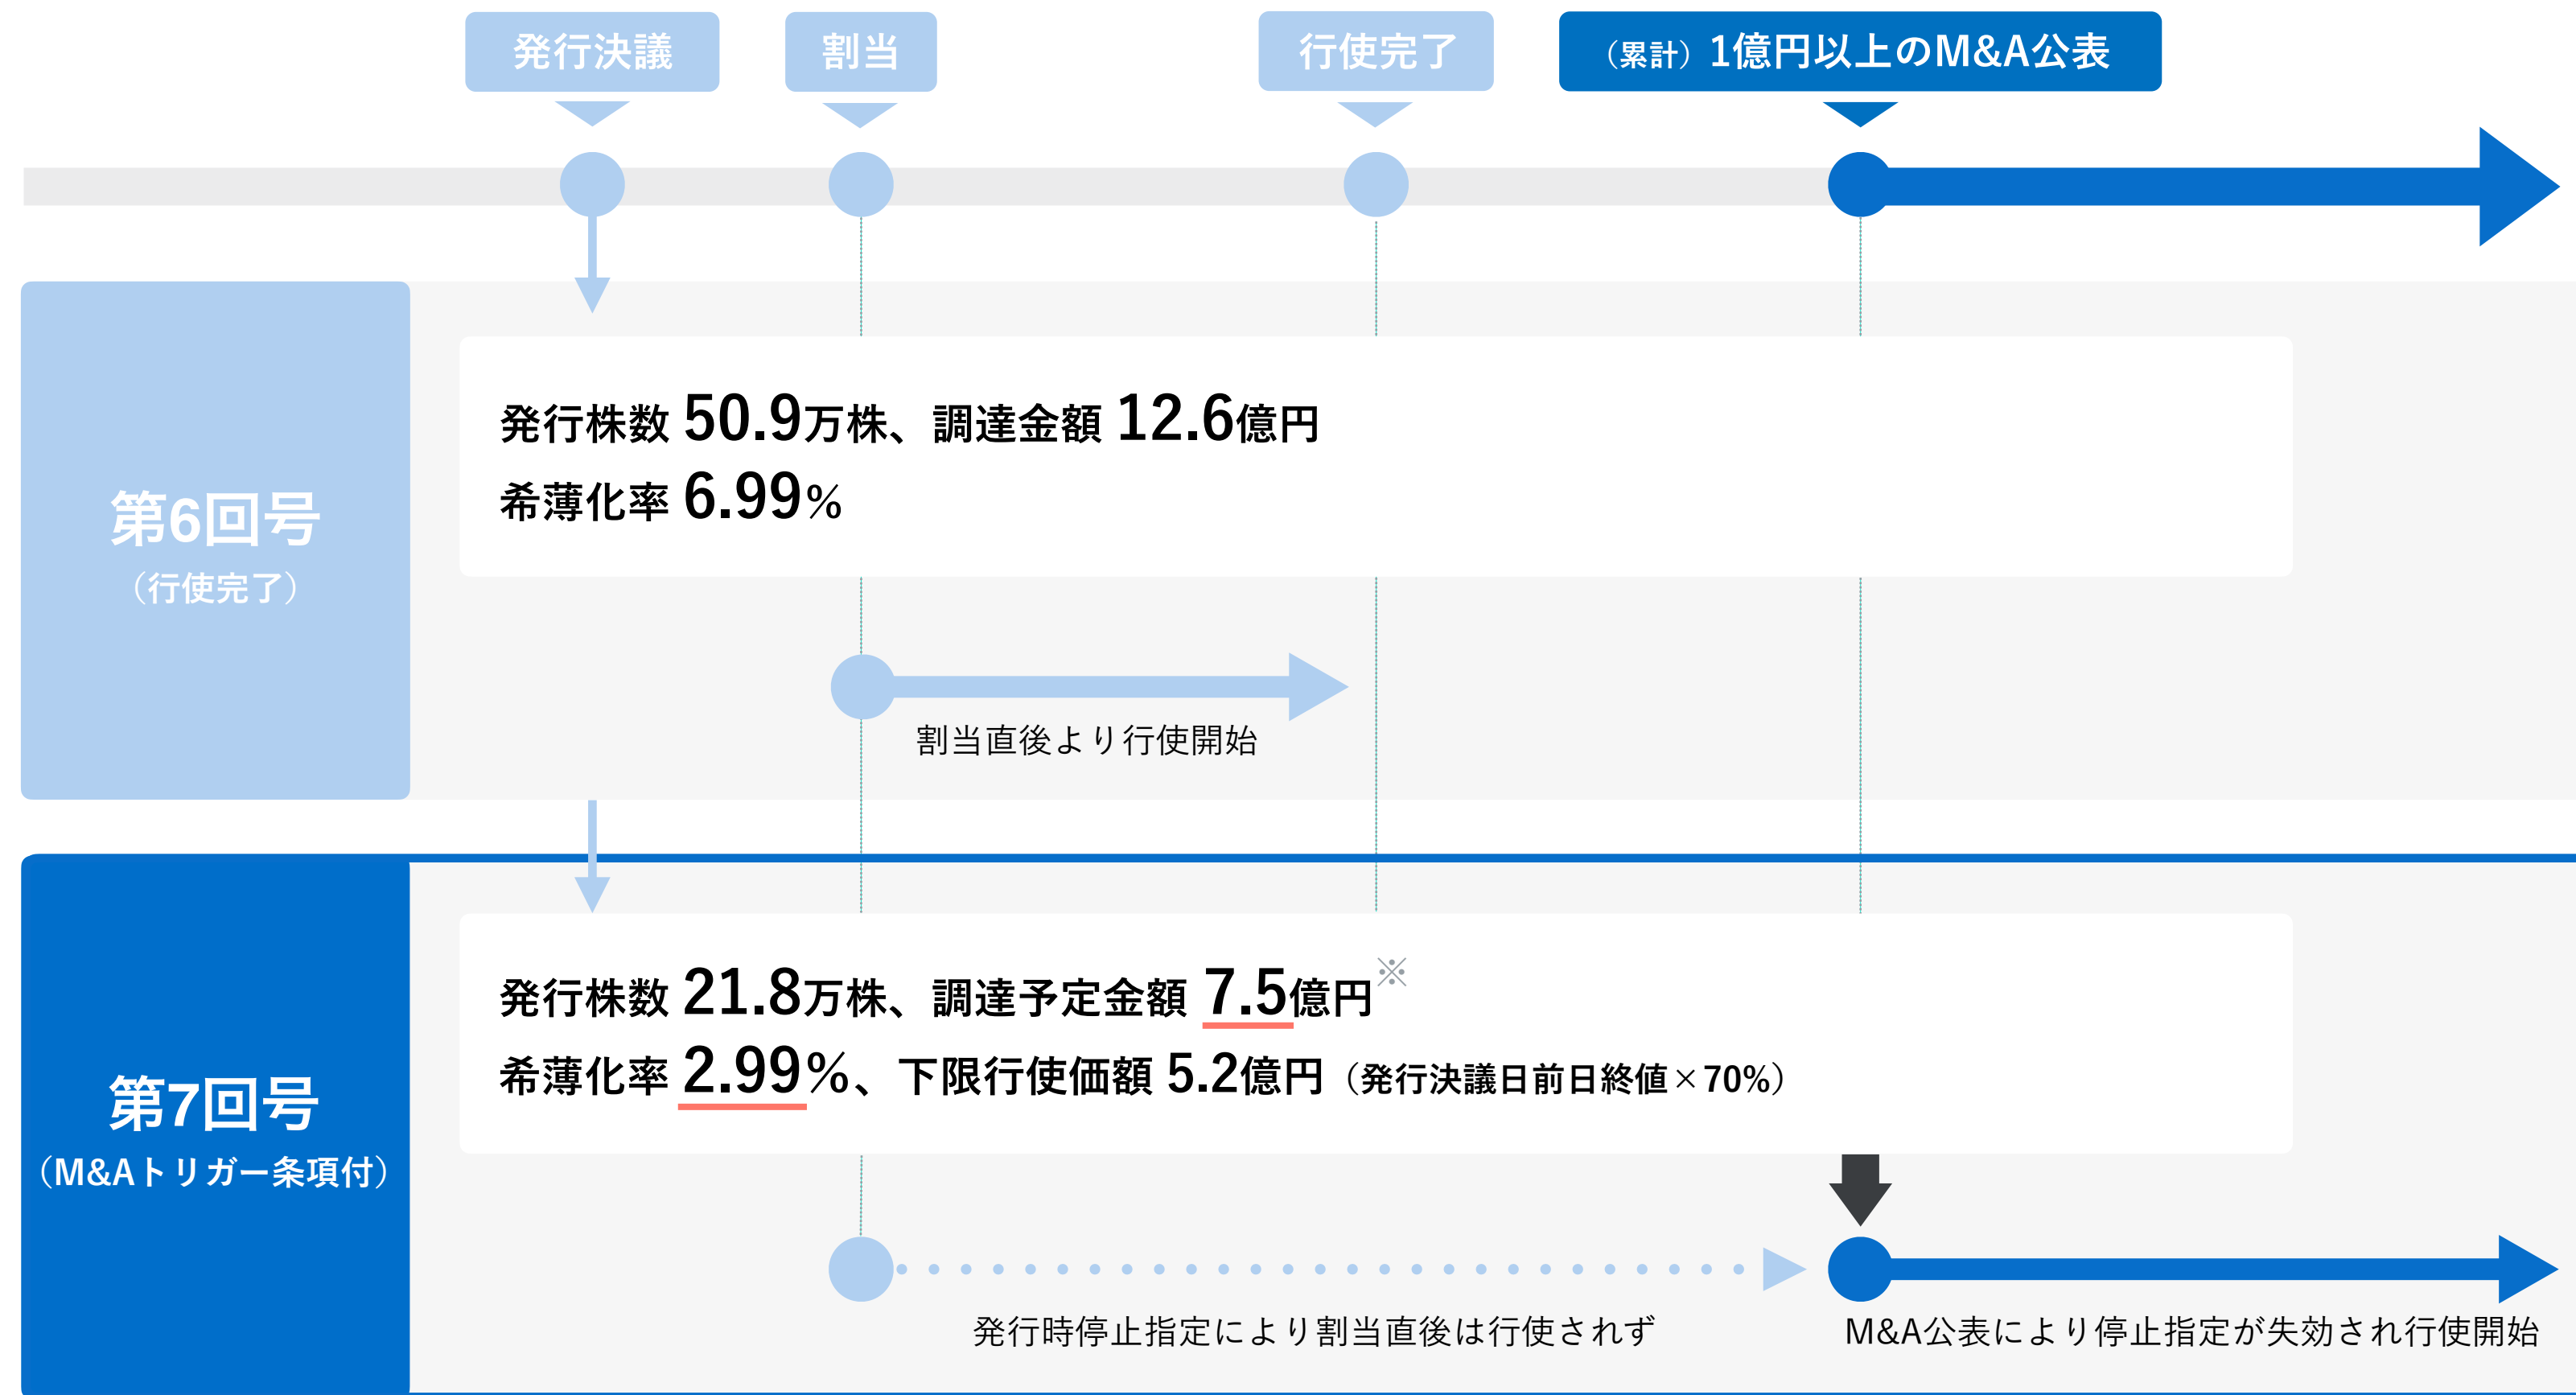 発行決議
割当
行使完了
（累計）1億円以上のM&A公表
第6回号
（行使完了）
発行株数 50.9万株、調達金額 12.6億円
希薄化率 6.99%
割当直後より行使開始
第7回号
（M&Aトリガー条項付）
発行株数 21.8万株、調達予定金額 7.5億円※
希薄化率 2.99%、下限行使価額 5.2億円（発行決議日前日終値×70%）
発行時停止指定により割当直後は行使されず
M&A公表により停止指定が失効され行使開始